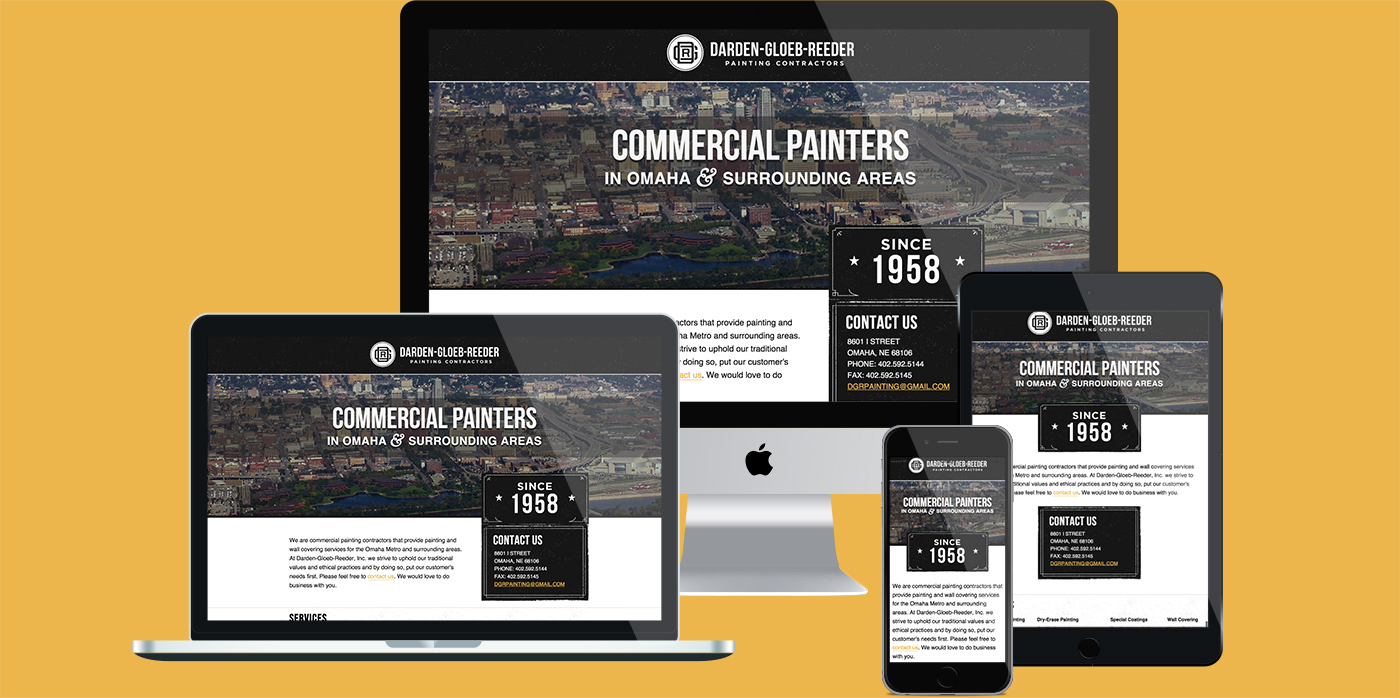 DARDEN-GLOEB-REEDER
PAINTING CONTRACTORS
COMMERCIAL PAINTERS
IN OMAHA & SURROUNDING AREAS
SINCE
1958
actors that provide painting and
ha Metro and surrounding areas.
strive to uphold our traditional
by doing so, put our customer's
act us. We would love to do
CONTACT US
8601 I STREET
OMAHA, NE 68106
PHONE: 402.592.5144
FAX: 402.592.5145
DGRPAINTING@GMAIL.COM
DARDEN-GLOEB-REEDER
PAINTING CONTRACTORS
COMMERCIAL PAINTERS
IN OMAHA & SURROUNDING AREAS
SINCE
1958
We are commercial painting contractors that provide painting and
wall covering services for the Omaha Metro and surrounding areas.
At Darden-Gloeb-Reeder, Inc. we strive to uphold our traditional
values and ethical practices and by doing so, put our customer's
needs first. Please feel free to contact us. We would love to do
business with you.
CONTACT US
8601 I STREET
OMAHA, NE 68106
PHONE: 402.592.5144
FAX: 402.592.5145
DGRPAINTING@GMAIL.COM
SERVICES
DARDEN-GLOEB-REEDER
PAINTING CONTRACTORS
COMMERCIAL PAINTERS
IN OMAHA & SURROUNDING AREAS
SINCE
1958
We are commercial painting contractors that
provide painting and wall covering services
for the Omaha Metro and surrounding
areas. At Darden-Gloeb-Reeder, Inc. we
strive to uphold our traditional values and
ethical practices and by doing so, put our
customer's needs first. Please feel free to
contact us. We would love to do business
with you.
DARDEN-GLOEB-REEDER
PAINTING CONTRACTORS
COMMERCIAL PAINTERS
IN OMAHA & SURROUNDING AREAS
SINCE
1958
mercial painting contractors that provide painting and wall covering services
Metro and surrounding areas. At Darden-Gloeb-Reeder, Inc. we strive to
ditional values and ethical practices and by doing so, put our customer's
lease feel free to contact us. We would love to do business with you.
CONTACT US
8601 I STREET
OMAHA, NE 68106
PHONE: 402.592.5144
FAX: 402.592.5145
DGRPAINTING@GMAIL.COM
inting Dry-Erase Painting Special Coatings Wall Covering